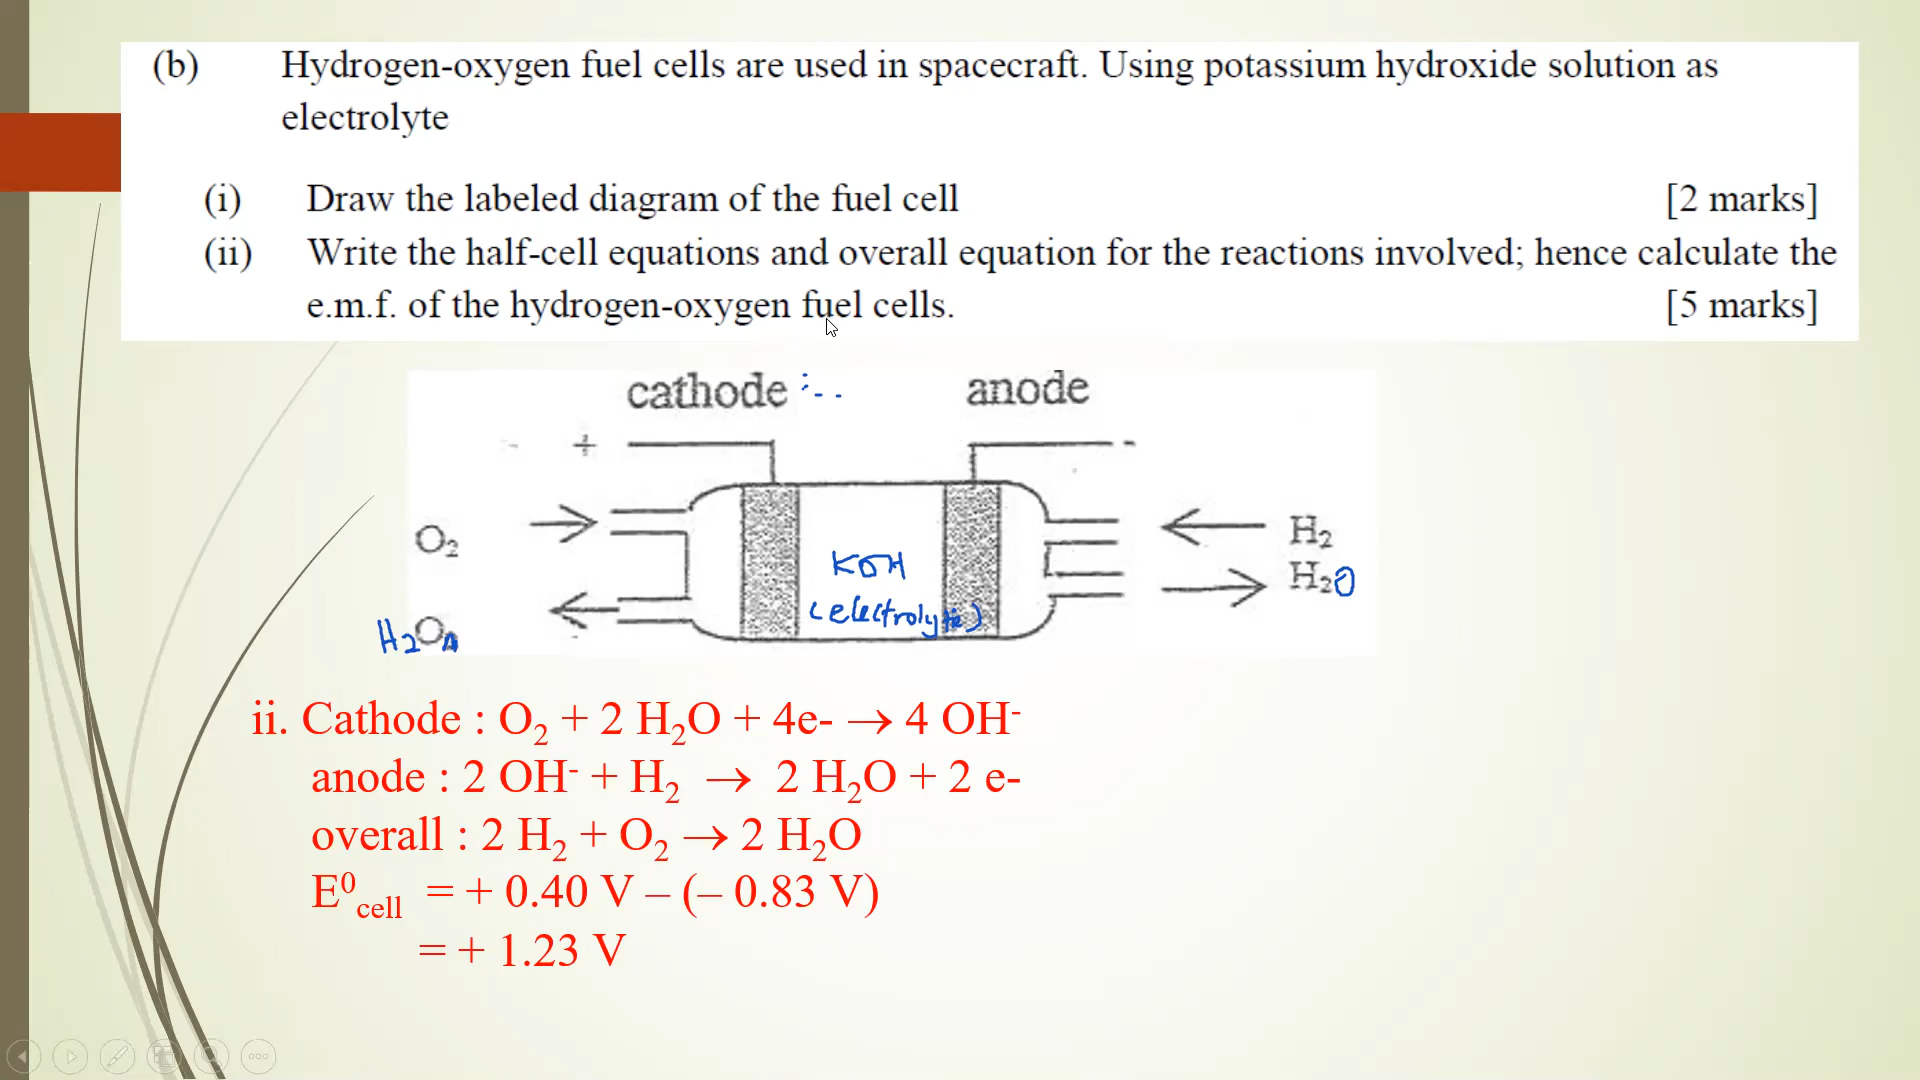 (b) Hydrogen-oxygen fuel cells are used in spacecraft. Using potassium hydroxide solution as
electrolyte
(i) Draw the labeled diagram of the fuel cell [2 marks]
(ii) Write the half-cell equations and overall equation for the reactions involved; hence calculate the
e.m.f. of the hydrogen-oxygen fuel cells. [5 marks]
cathode anode
+ -
O₂ H₂
KOH H₂O
(electrolyte)
H₂O
ii. Cathode : O₂ + 2 H₂O + 4e- → 4 OH⁻
anode : 2 OH⁻ + H₂ → 2 H₂O + 2 e-
overall : 2 H₂ + O₂ → 2 H₂O
E⁰cell = + 0.40 V – (– 0.83 V)
= + 1.23 V